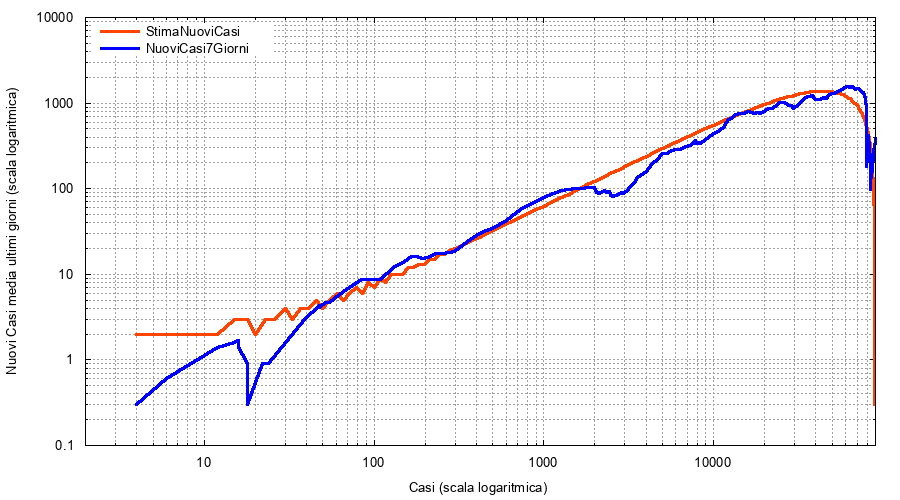 10000
1000
100
10
1
0.1
Nuovi Casi media ultimi giorni (scala logaritmica)
StimaNuoviCasi
NuoviCasi7Giorni
10
100
1000
10000
Casi (scala logaritmica)